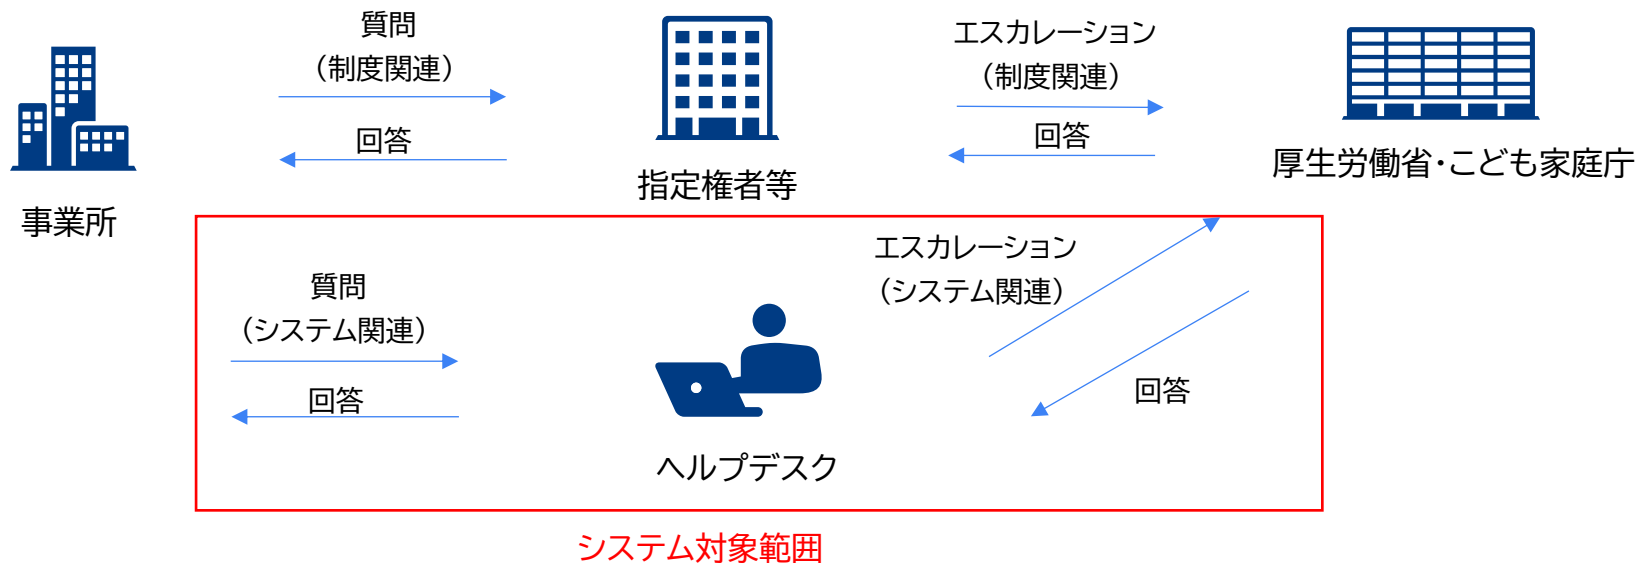 質問
（制度関連）
回答
エスカレーション
（制度関連）
回答
事業所
指定権者等
厚生労働省・こども家庭庁
質問
（システム関連）
回答
エスカレーション
（システム関連）
回答
ヘルプデスク
システム対象範囲